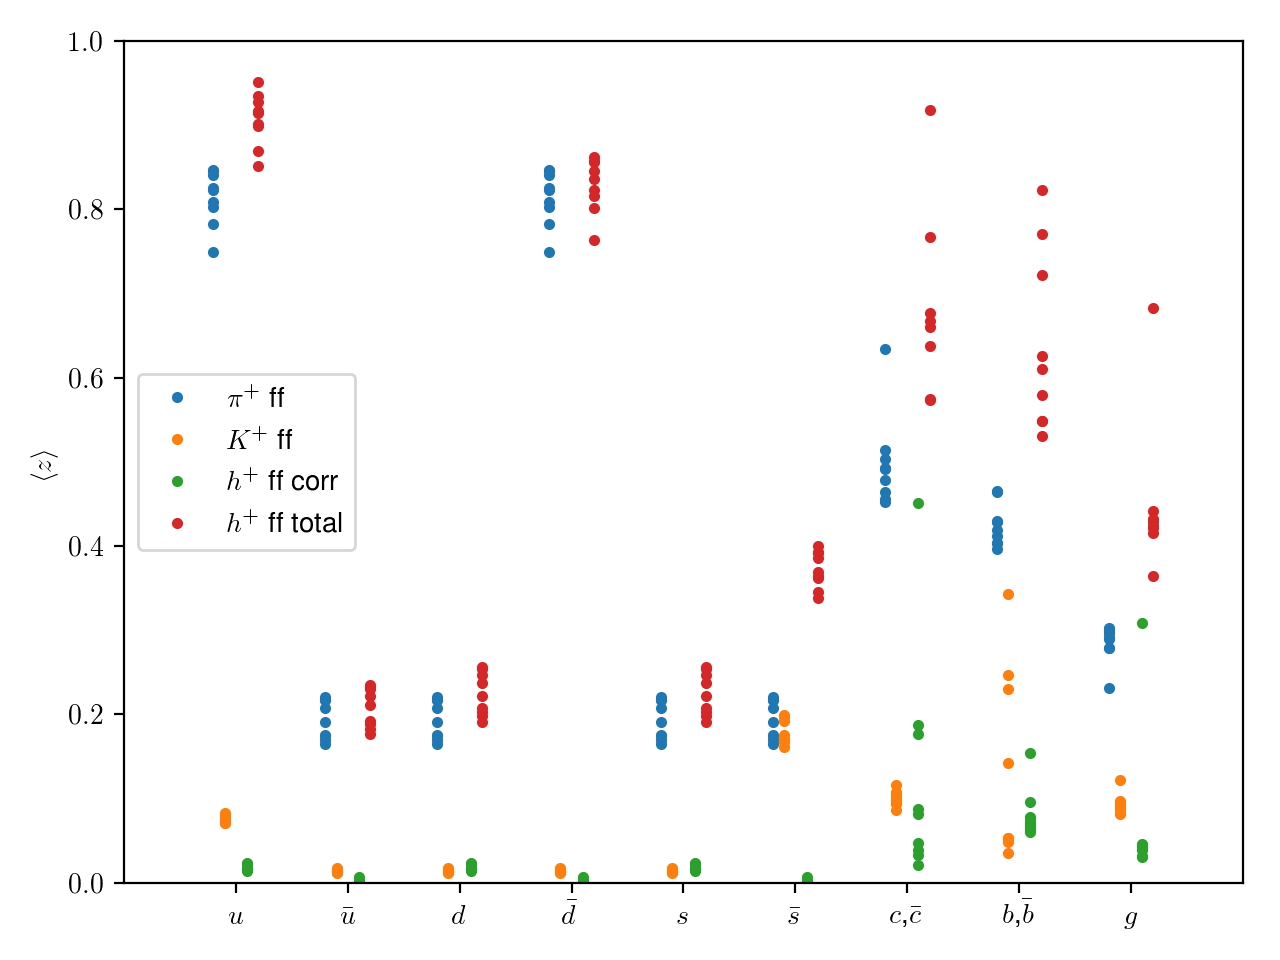 1.0
0.8
0.6
0.4
0.2
0.0
⟨z⟩
π⁺ ff
K⁺ ff
h⁺ ff corr
h⁺ ff total
u ū d d̄ s s̄ c,c̄ b,b̄ g